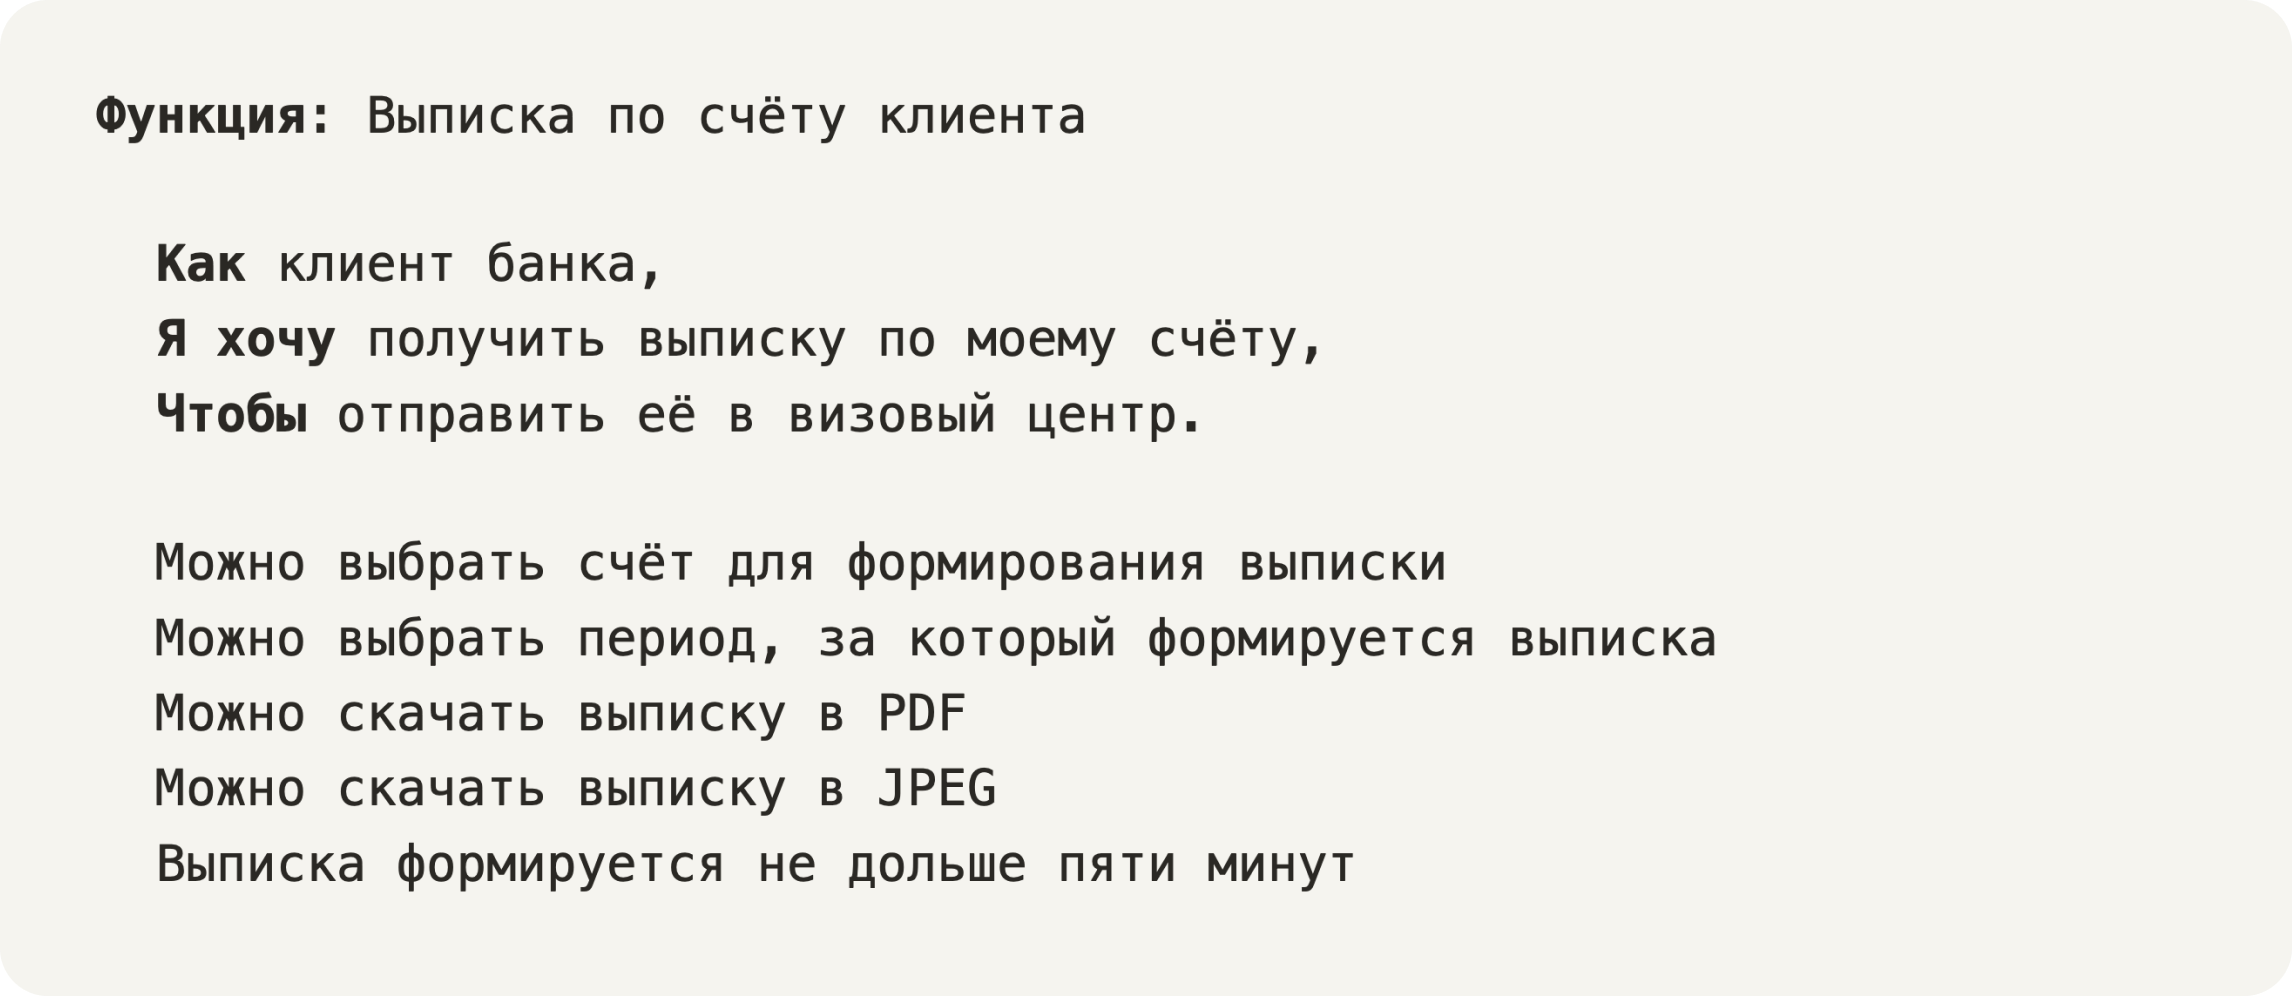 Функция: Выписка по счёту клиента
Как клиент банка,
Я хочу получить выписку по моему счёту,
Чтобы отправить её в визовый центр.
Можно выбрать счёт для формирования выписки
Можно выбрать период, за который формируется выписка
Можно скачать выписку в PDF
Можно скачать выписку в JPEG
Выписка формируется не дольше пяти минут